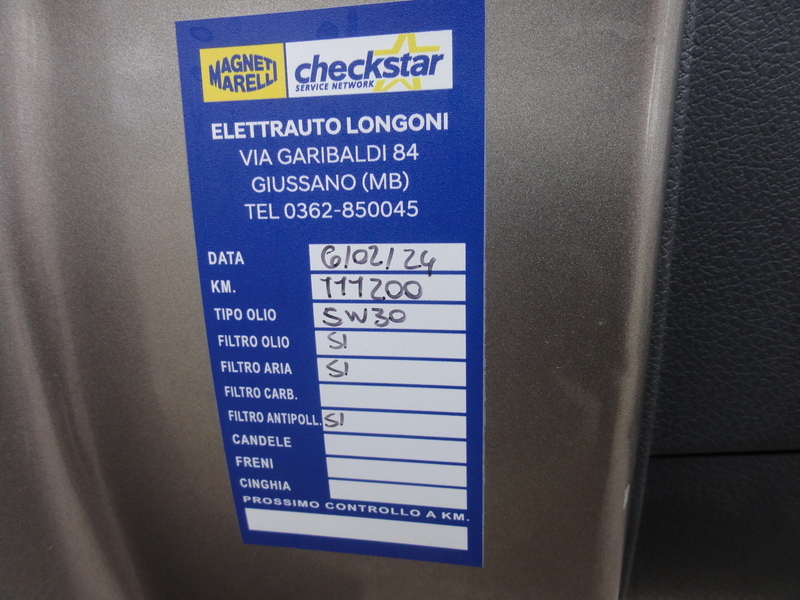 MAGNETI
MARELLI
checkstar
SERVICE NETWORK
ELETTRAUTO LONGONI
VIA GARIBALDI 84
GIUSSANO (MB)
TEL 0362-850045
DATA 6/02/24
KM. 111200
TIPO OLIO 5W30
FILTRO OLIO SI
FILTRO ARIA SI
FILTRO CARB.
FILTRO ANTIPOLL. SI
CANDELE
FRENI
CINGHIA
PROSSIMO CONTROLLO A KM.